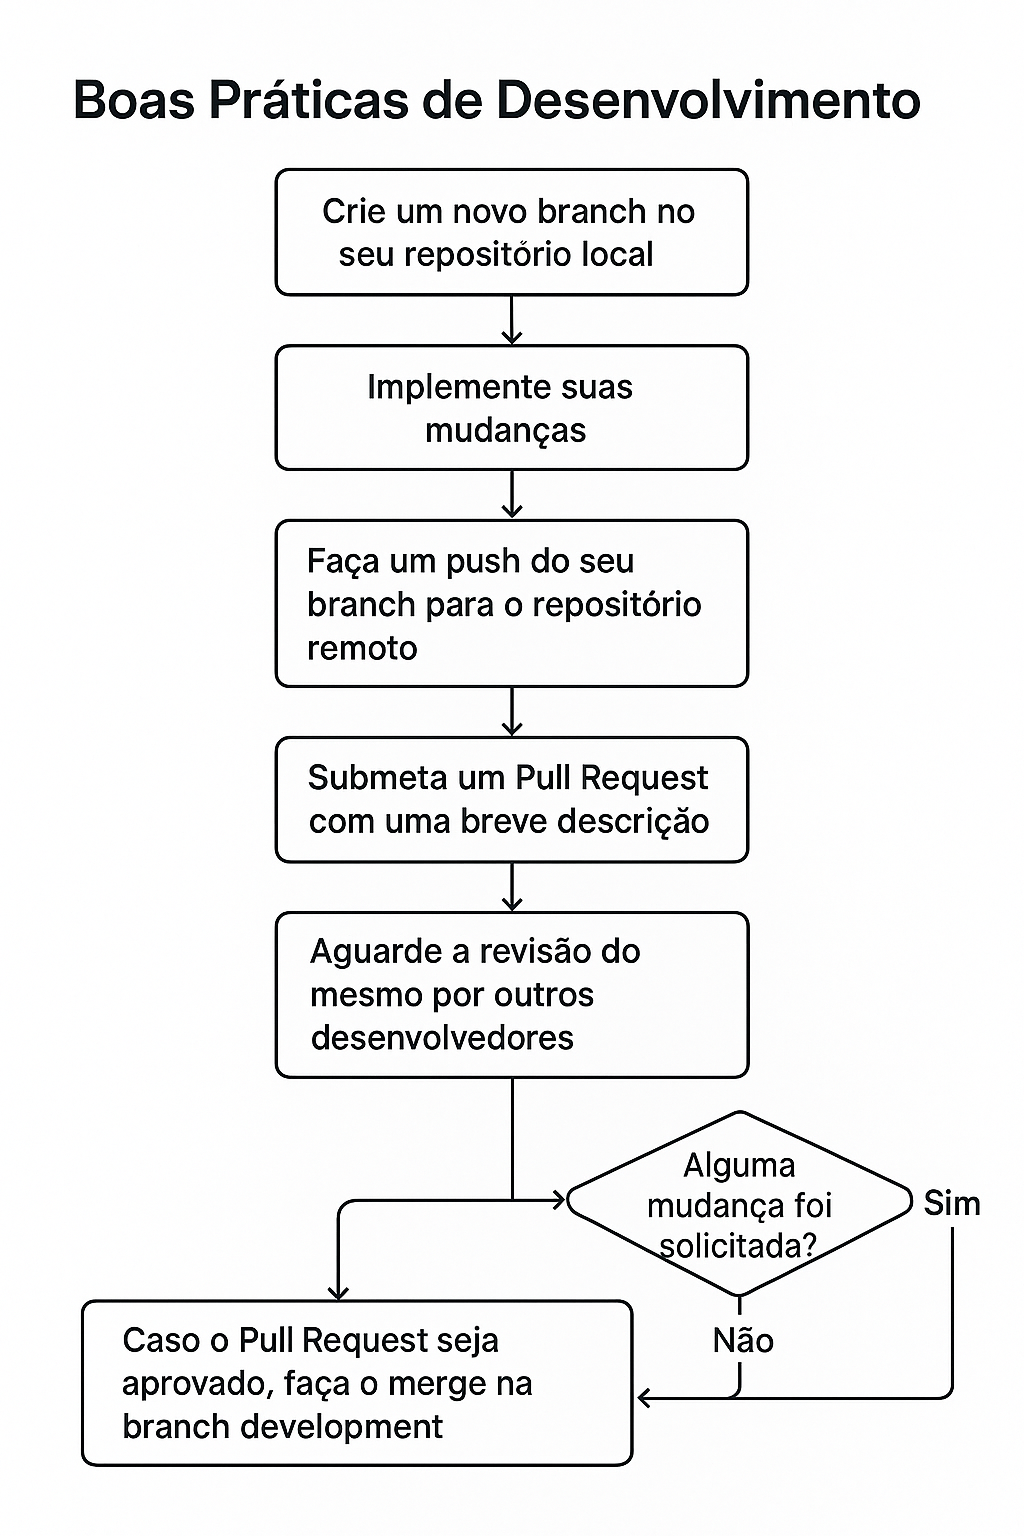 Boas Práticas de Desenvolvimento
Crie um novo branch no
seu repositório local
Implemente suas
mudanças
Faça um push do seu
branch para o repositório
remoto
Submeta um Pull Request
com uma breve descrição
Aguarde a revisão do
mesmo por outros
desenvolvedores
Alguma
mudança foi
solicitada?
Sim
Não
Caso o Pull Request seja
aprovado, faça o merge na
branch development